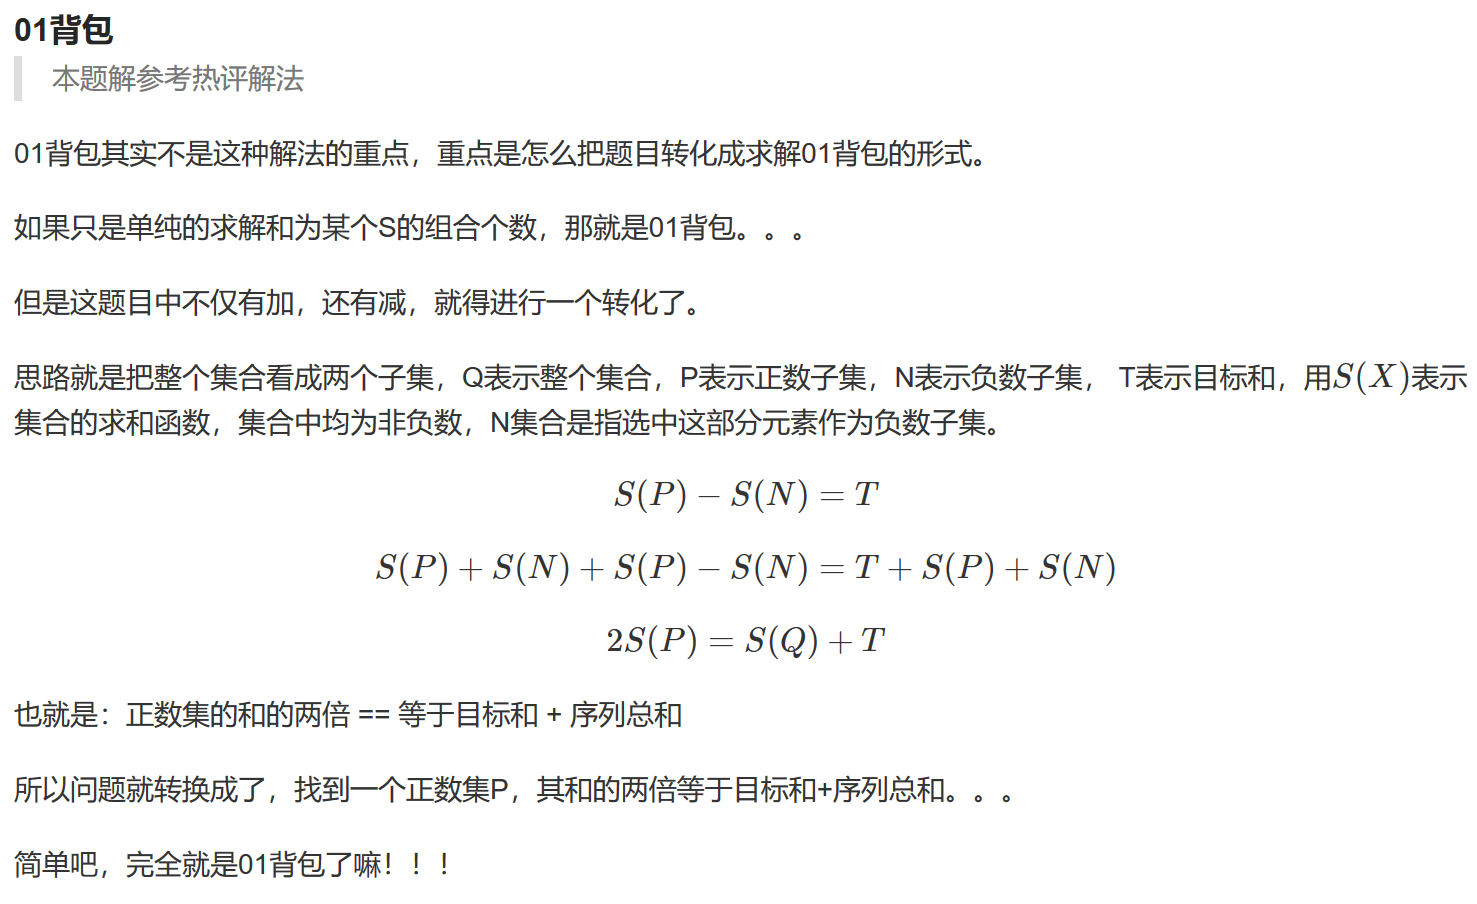 01背包
本题解参考热评解法
01背包其实不是这种解法的重点，重点是怎么把题目转化成求解01背包的形式。
如果只是单纯的求解和为某个S的组合个数，那就是01背包。。。
但是这题目中不仅有加，还有减，就得进行一个转化了。
思路就是把整个集合看成两个子集，Q表示整个集合，P表示正数子集，N表示负数子集， T表示目标和，用S(X)表示
集合的求和函数，集合中均为非负数，N集合是指选中这部分元素作为负数子集。
S(P) − S(N) = T
S(P) + S(N) + S(P) − S(N) = T + S(P) + S(N)
2S(P) = S(Q) + T
也就是：正数集的和的两倍 == 等于目标和 + 序列总和
所以问题就转换成了，找到一个正数集P，其和的两倍等于目标和+序列总和。。。
简单吧，完全就是01背包了嘛！！！